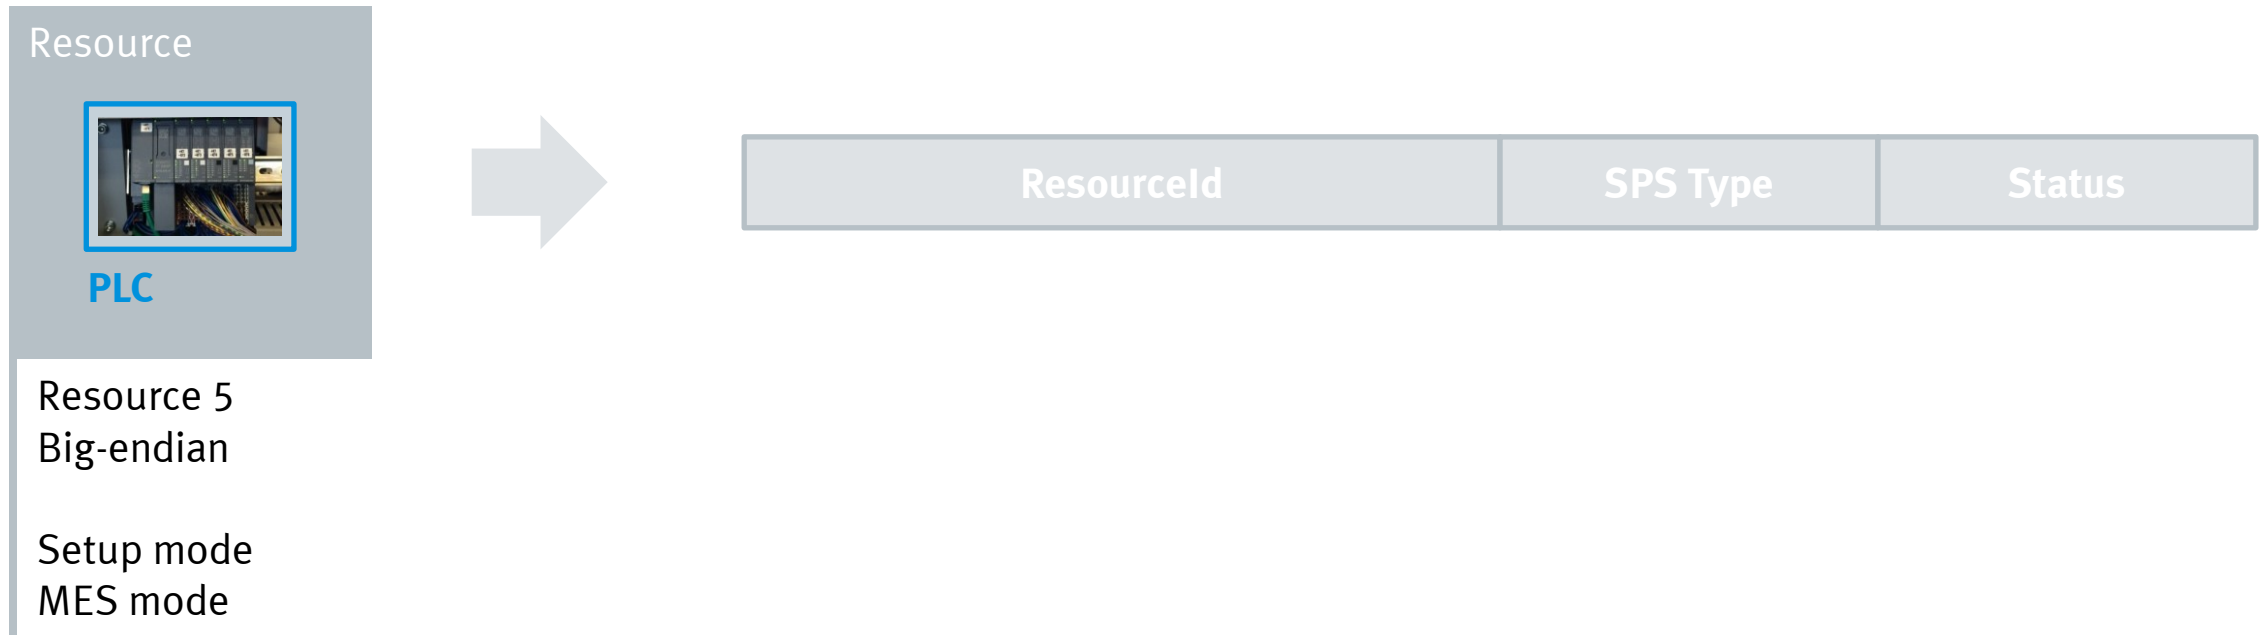 Resource
PLC
Resource 5
Big-endian
Setup mode
MES mode
ResourceId
SPS Type
Status